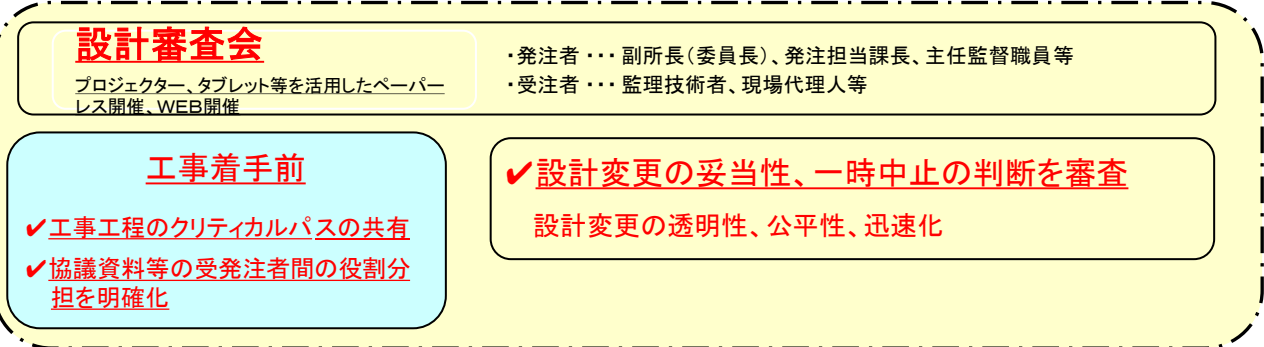 設計審査会
プロジェクター、タブレット等を活用したペーパー
レス開催、WEB開催
・発注者・・・副所長(委員長)、発注担当課長、主任監督職員等
・受注者・・・監理技術者、現場代理人等
工事着手前
✔工事工程のクリティカルパスの共有
✔協議資料等の受発注者間の役割分
担を明確化
✔設計変更の妥当性、一時中止の判断を審査
設計変更の透明性、公平性、迅速化